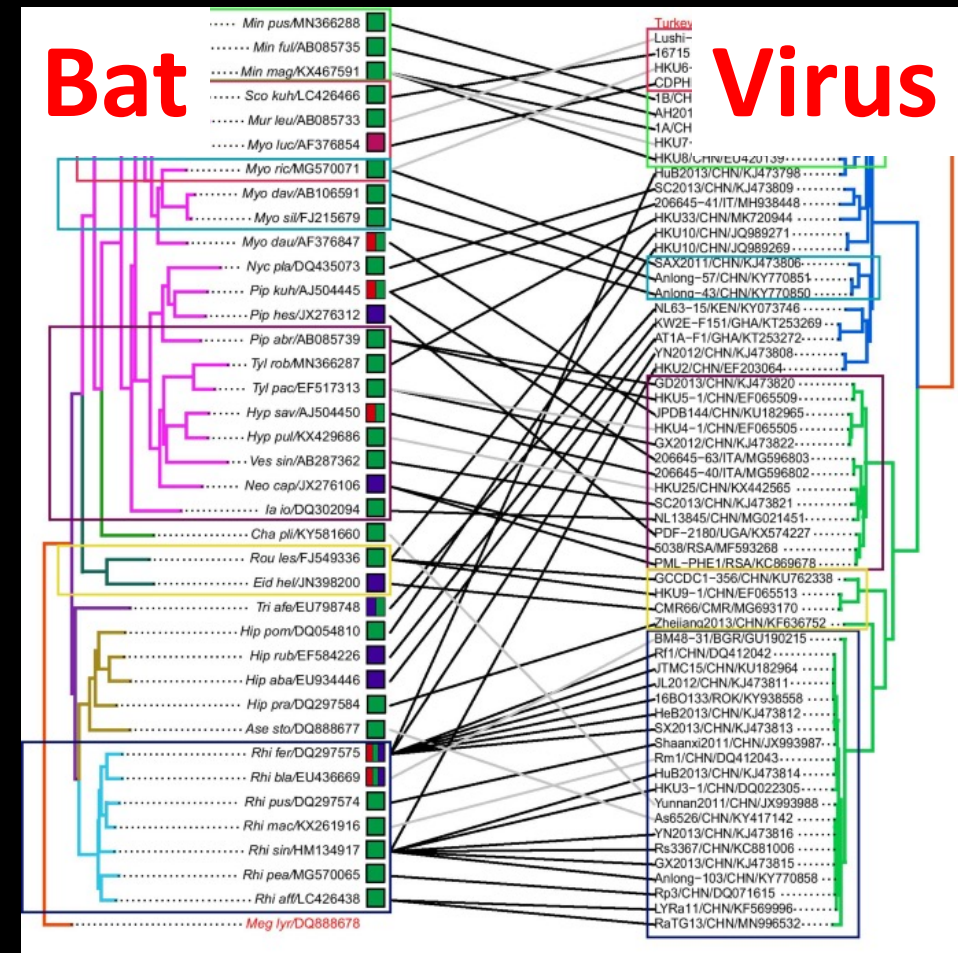 Bat
Min pus/MN366288
Min ful/AB085735
Min mag/KX467591
Sco kuh/LC426466
Mur leu/AB085733
Myo luc/AF376854
Myo ric/MG570071
Myo dav/AB106591
Myo sil/FJ215679
Myo dau/AF376847
Nyc pla/DQ435073
Pip kuh/AJ504445
Pip hes/JX276312
Pip abr/AB085739
Tyl rob/MN366287
Tyl pac/EF517313
Hyp sav/AJ504450
Hyp pul/KX429686
Ves sin/AB287362
Neo cap/JX276106
Ia io/DQ302094
Cha pli/KY581660
Rou les/FJ549336
Eid hel/JN398200
Tri afe/EU798748
Hip pom/DQ054810
Hip rub/EF584226
Hip aba/EU934446
Hip pra/DQ297584
Ase sto/DQ888677
Rhi fer/DQ297575
Rhi bla/EU436669
Rhi pus/DQ297574
Rhi mac/KX261916
Rhi sin/HM134917
Rhi pea/MG570065
Rhi aff/LC426438
Meg lyr/DQ888678
Virus
Turkey
Lushi-
16715
HKU6-
CDPH
1B/CH
AH201
1A/CH
HKU7-
HKU8/CHN/EU420139
HuB2013/CHN/KJ473798
SC2013/CHN/KJ473809
206645-41/IT/MH938448
HKU33/CHN/MK720944
HKU10/CHN/JQ989271
HKU10/CHN/JQ989269
SAX2011/CHN/KJ473806
Anlong-57/CHN/KY770851
Anlong-43/CHN/KY770850
NL63-15/KEN/KY073746
KW2E-F151/GHA/KT253269
AT1A-F1/GHA/KT253272
YN2012/CHN/KJ473808
HKU2/CHN/EF203064
GD2013/CHN/KJ473820
HKU5-1/CHN/EF065509
JPDB144/CHN/KU182965
HKU4-1/CHN/EF065505
GX2012/CHN/KJ473822
206645-63/ITA/MG596803
206645-40/ITA/MG596802
HKU25/CHN/KX442565
SC2013/CHN/KJ473821
NL13845/CHN/MG021451
PDF-2180/UGA/KX574227
5038/RSA/MF593268
PML-PHE1/RSA/KC869678
GCCDC1-356/CHN/KU762338
HKU9-1/CHN/EF065513
CMR66/CMR/MG693170
Zhejiang2013/CHN/KF636752
BM48-31/BGR/GU190215
Rf1/CHN/DQ412042
JTMC15/CHN/KU182964
JL2012/CHN/KJ473811
16BO133/ROK/KY938558
HeB2013/CHN/KJ473812
SX2013/CHN/KJ473813
Shaanxi2011/CHN/JX993987
Rm1/CHN/DQ412043
HuB2013/CHN/KJ473814
HKU3-1/CHN/DQ022305
Yunnan2011/CHN/JX993988
As6526/CHN/KY417142
YN2013/CHN/KJ473816
Rs3367/CHN/KC881006
GX2013/CHN/KJ473815
Anlong-103/CHN/KY770858
Rp3/CHN/DQ071615
LYRa11/CHN/KF569996
RaTG13/CHN/MN996532